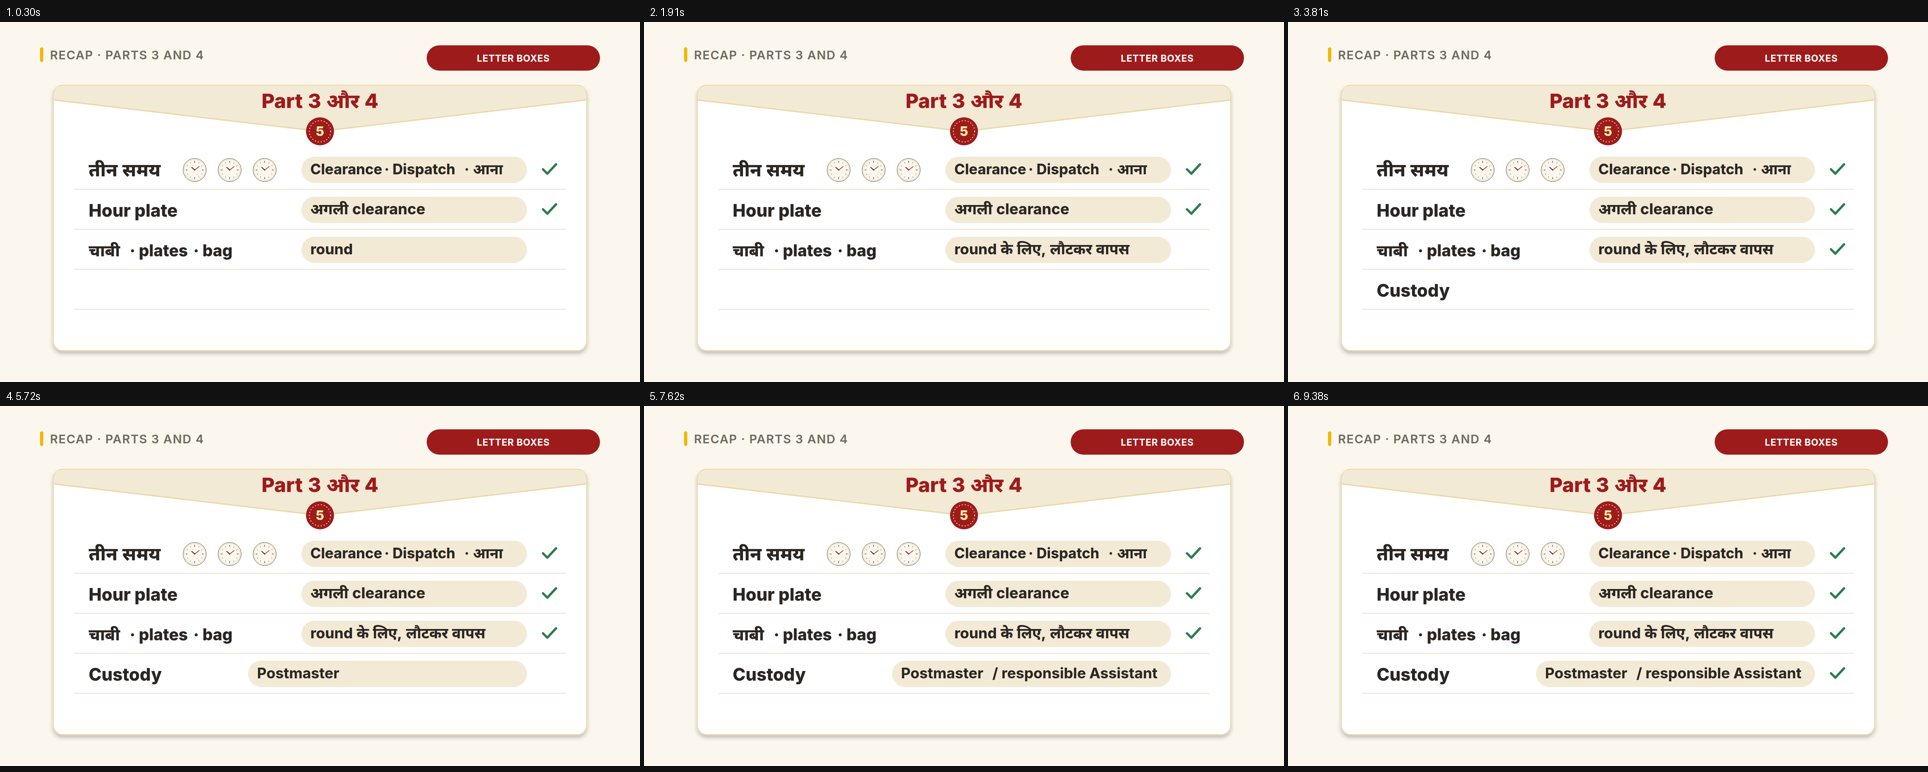 1. 0.30s
RECAP · PARTS 3 AND 4
LETTER BOXES
Part 3 और 4
5
तीन समय Clearance · Dispatch · आना
Hour plate अगली clearance
चाबी · plates · bag round
2. 1.91s
RECAP · PARTS 3 AND 4
LETTER BOXES
Part 3 और 4
5
तीन समय Clearance · Dispatch · आना
Hour plate अगली clearance
चाबी · plates · bag round के लिए, लौटकर वापस
3. 3.81s
RECAP · PARTS 3 AND 4
LETTER BOXES
Part 3 और 4
5
तीन समय Clearance · Dispatch · आना
Hour plate अगली clearance
चाबी · plates · bag round के लिए, लौटकर वापस
Custody
4. 5.72s
RECAP · PARTS 3 AND 4
LETTER BOXES
Part 3 और 4
5
तीन समय Clearance · Dispatch · आना
Hour plate अगली clearance
चाबी · plates · bag round के लिए, लौटकर वापस
Custody Postmaster
5. 7.62s
RECAP · PARTS 3 AND 4
LETTER BOXES
Part 3 और 4
5
तीन समय Clearance · Dispatch · आना
Hour plate अगली clearance
चाबी · plates · bag round के लिए, लौटकर वापस
Custody Postmaster / responsible Assistant
6. 9.38s
RECAP · PARTS 3 AND 4
LETTER BOXES
Part 3 और 4
5
तीन समय Clearance · Dispatch · आना
Hour plate अगली clearance
चाबी · plates · bag round के लिए, लौटकर वापस
Custody Postmaster / responsible Assistant